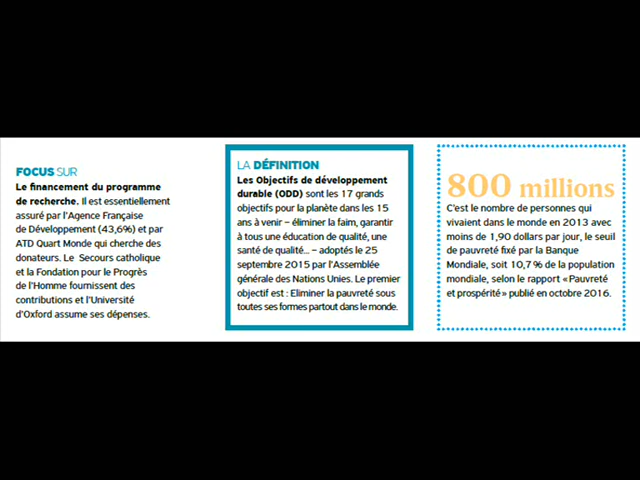 FOCUS SUR
Le financement du programme
de recherche. Il est essentiellement
assuré par l'Agence Française
de Développement (43,6%) et par
ATD Quart Monde qui cherche des
donateurs. Le Secours catholique
et la Fondation pour le Progrès
de l'Homme fournissent des
contributions et l'Université
d'Oxford assume ses dépenses.
LA DÉFINITION
Les Objectifs de développement
durable (ODD) sont les 17 grands
objectifs pour la planète dans les 15
ans à venir – éliminer la faim, garantir
à tous une éducation de qualité, une
santé de qualité... – adoptés le 25
septembre 2015 par l'Assemblée
générale des Nations Unies. Le premier
objectif est : Eliminer la pauvreté sous
toutes ses formes partout dans le monde.
800 millions
C'est le nombre de personnes qui
vivaient dans le monde en 2013 avec
moins de 1,90 dollars par jour, le seuil
de pauvreté fixé par la Banque
Mondiale, soit 10,7 % de la population
mondiale, selon le rapport « Pauvreté
et prospérité » publié en octobre 2016.